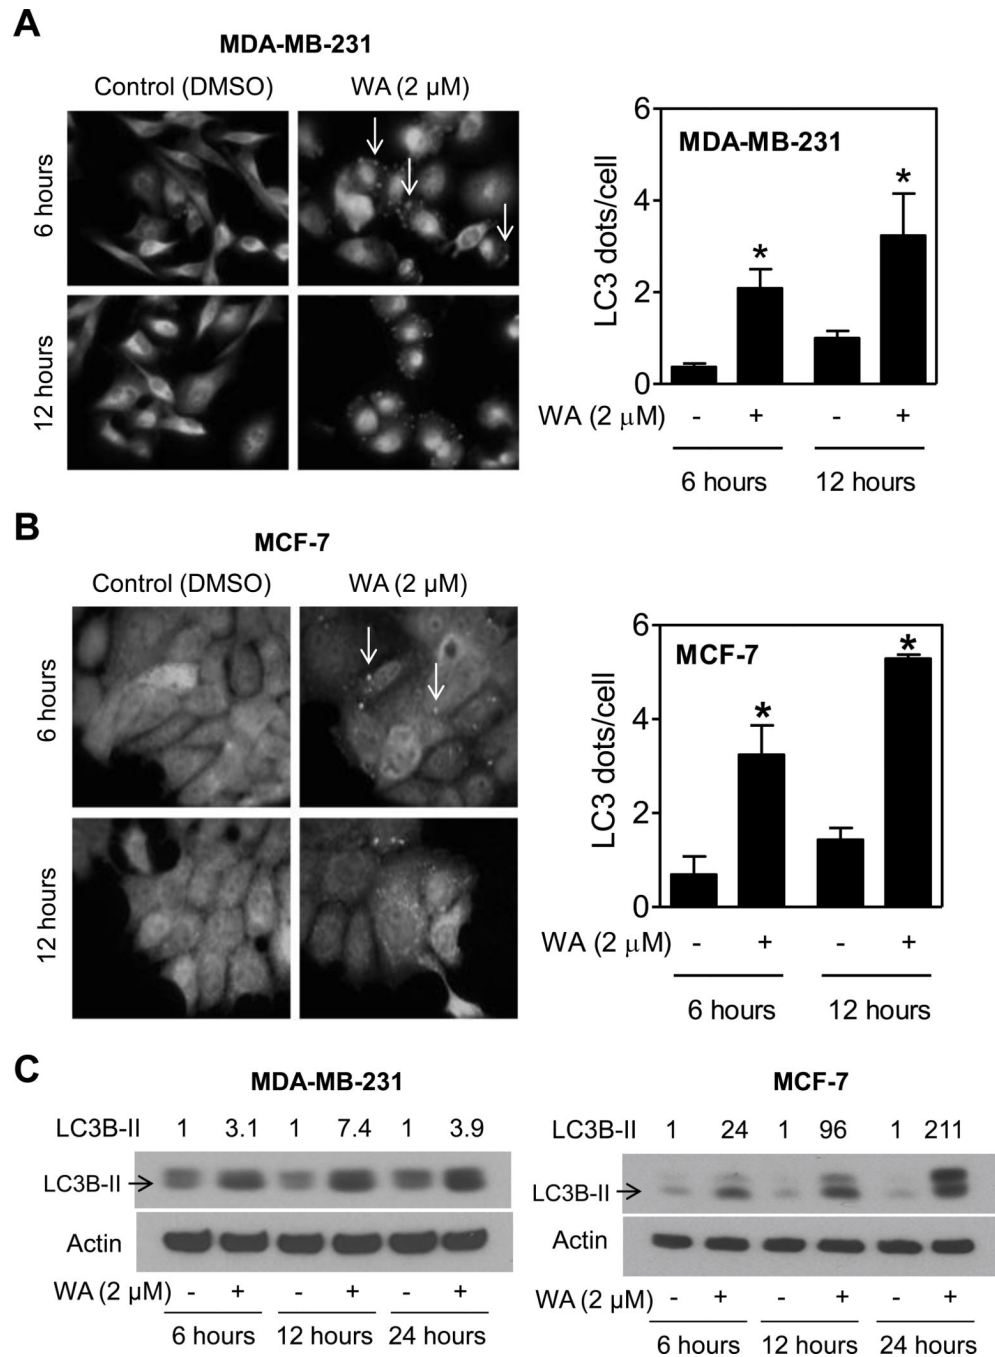 A
MDA-MB-231
Control (DMSO) WA (2 µM)
6 hours
12 hours
MDA-MB-231
LC3 dots/cell
6
4
2
0
* *
WA (2 µM) - + - +
6 hours 12 hours
B
MCF-7
Control (DMSO) WA (2 µM)
6 hours
12 hours
MCF-7
LC3 dots/cell
6
4
2
0
* *
WA (2 µM) - + - +
6 hours 12 hours
C
MDA-MB-231
LC3B-II 1 3.1 1 7.4 1 3.9
LC3B-II
Actin
WA (2 µM) - + - + - +
6 hours 12 hours 24 hours
MCF-7
LC3B-II 1 24 1 96 1 211
LC3B-II
Actin
WA (2 µM) - + - + - +
6 hours 12 hours 24 hours